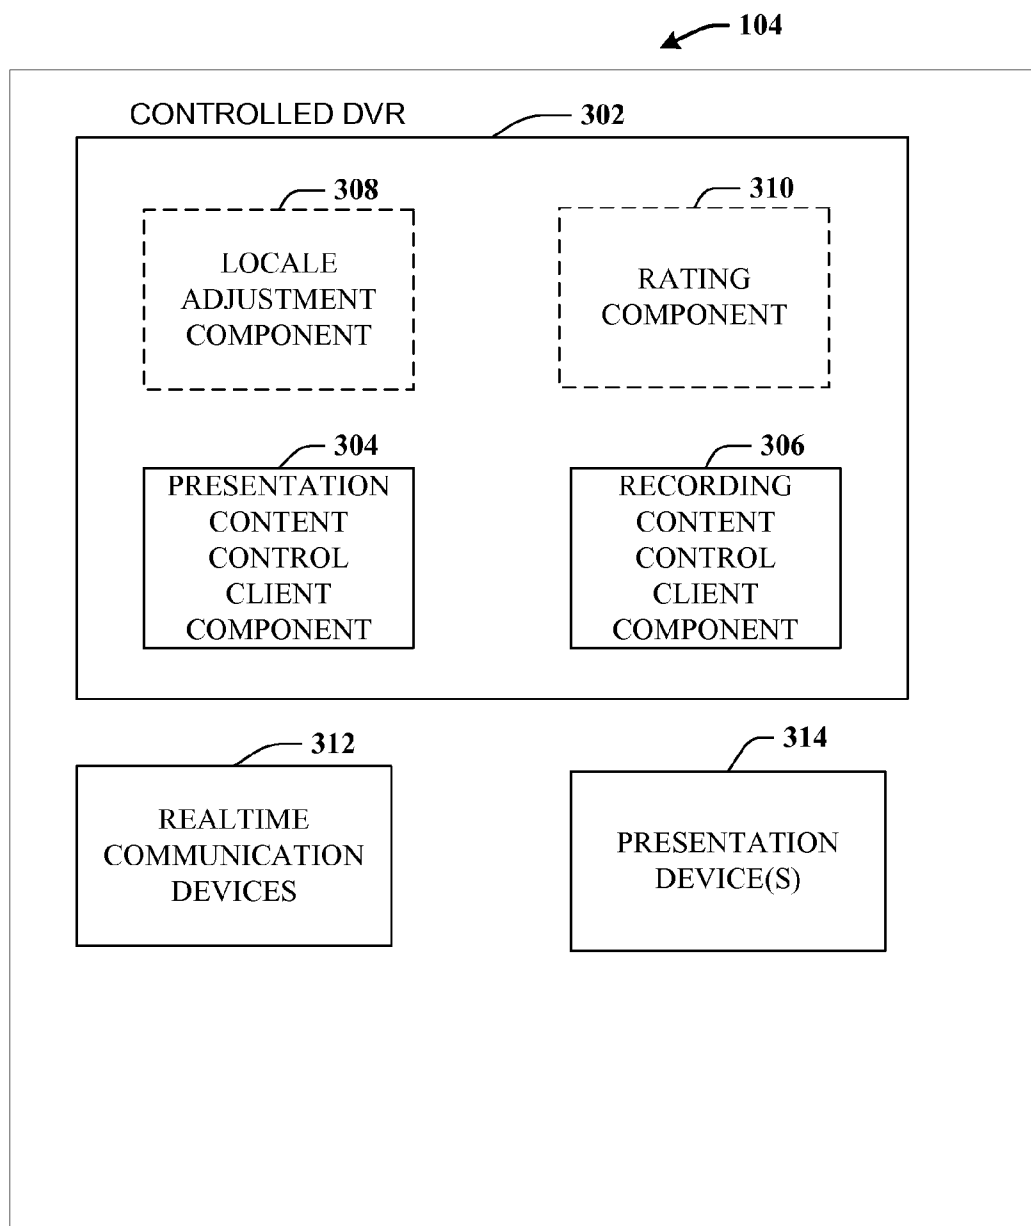 104
CONTROLLED DVR
302
308
LOCALE
ADJUSTMENT
COMPONENT
310
RATING
COMPONENT
304
PRESENTATION
CONTENT
CONTROL
CLIENT
COMPONENT
306
RECORDING
CONTENT
CONTROL
CLIENT
COMPONENT
312
REALTIME
COMMUNICATION
DEVICES
314
PRESENTATION
DEVICE(S)